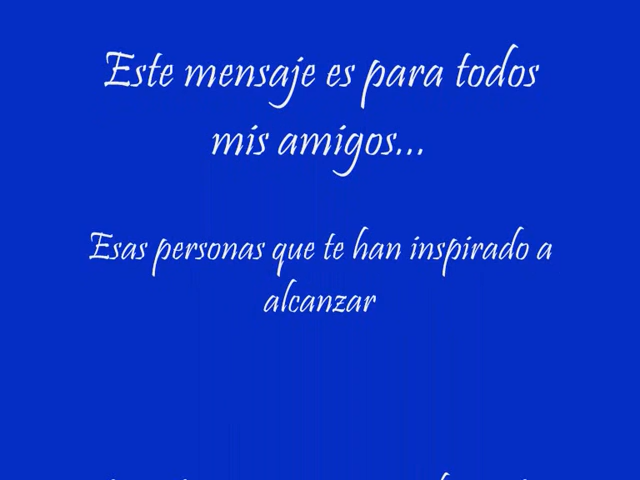 Este mensaje es para todos
mis amigos...
Esas personas que te han inspirado a
alcanzar